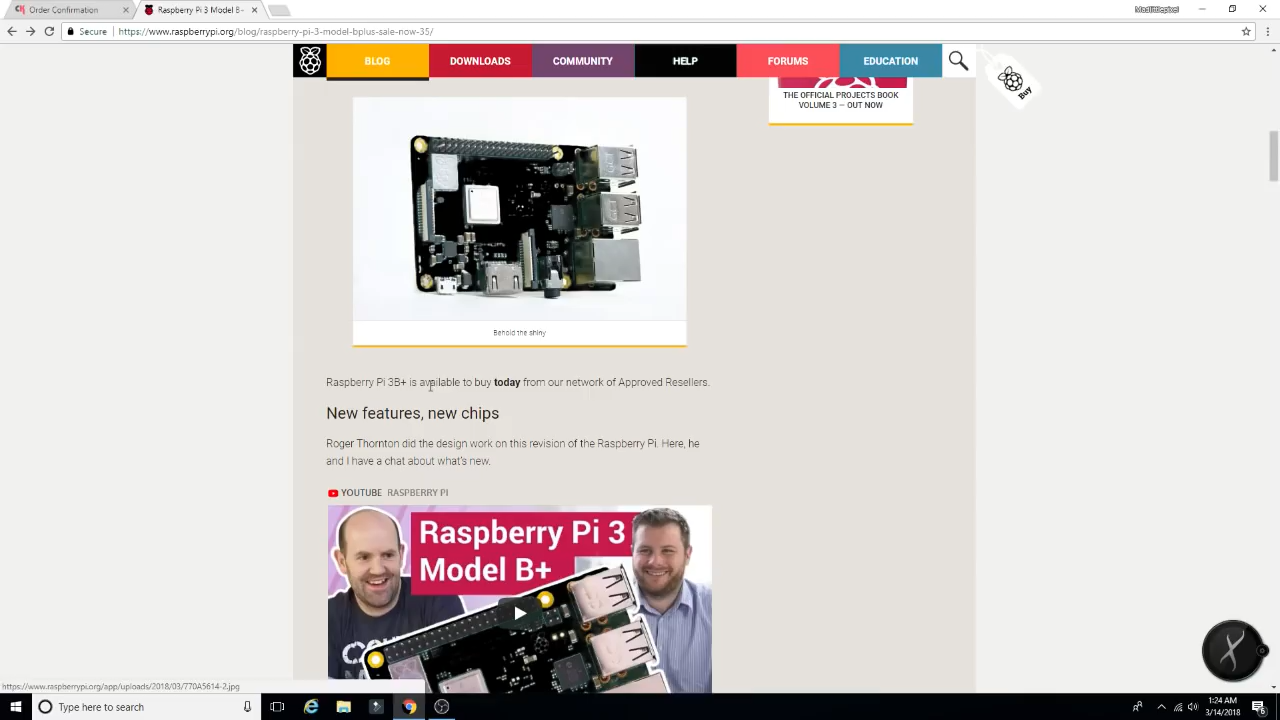 Order Confirmation
Raspberry Pi 3 Model B+
Modlittlepixel
Secure
https://www.raspberrypi.org/blog/raspberry-pi-3-model-bplus-sale-now-35/
BLOG
DOWNLOADS
COMMUNITY
HELP
FORUMS
EDUCATION
Buy
THE OFFICIAL PROJECTS BOOK
VOLUME 3 – OUT NOW
Behold the shiny
Raspberry Pi 3B+ is available to buy today from our network of Approved Resellers.
New features, new chips
Roger Thornton did the design work on this revision of the Raspberry Pi. Here, he
and I have a chat about what's new.
YOUTUBE RASPBERRY PI
Raspberry Pi 3
Model B+
https://www.raspberrypi.org/app/uploads/2018/03/770A5614-2.jpg
Type here to search
1:24 AM
3/14/2018